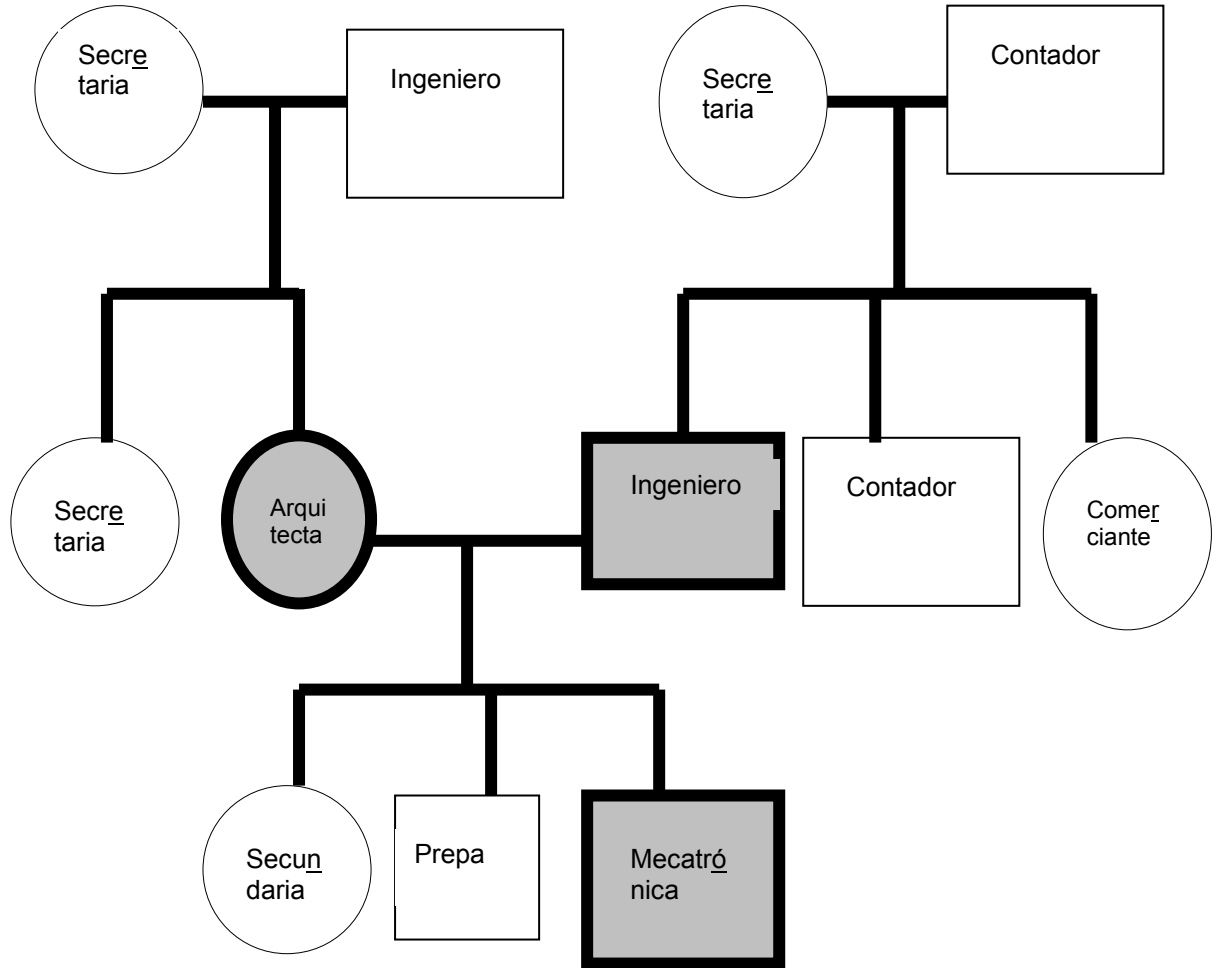 Secre
taria
Ingeniero
Secre
taria
Contador
Secre
taria
Arqui
tecta
Ingeniero
Contador
Comer
ciante
Secun
daria
Prepa
Mecatró
nica